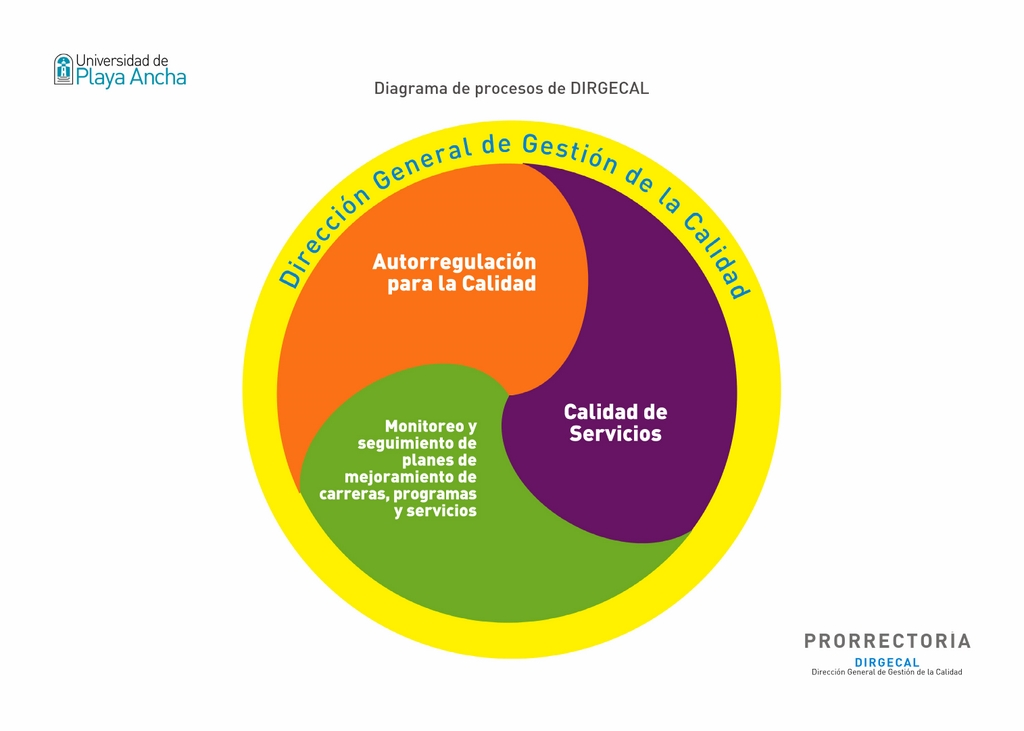 Universidad de
Playa Ancha
Diagrama de procesos de DIRGECAL
Dirección General de Gestión de la Calidad
Autorregulación
para la Calidad
Calidad de
Servicios
Monitoreo y
seguimiento de
planes de
mejoramiento de
carreras, programas
y servicios
PRORRECTORIA
DIRGECAL
Dirección General de Gestión de la Calidad